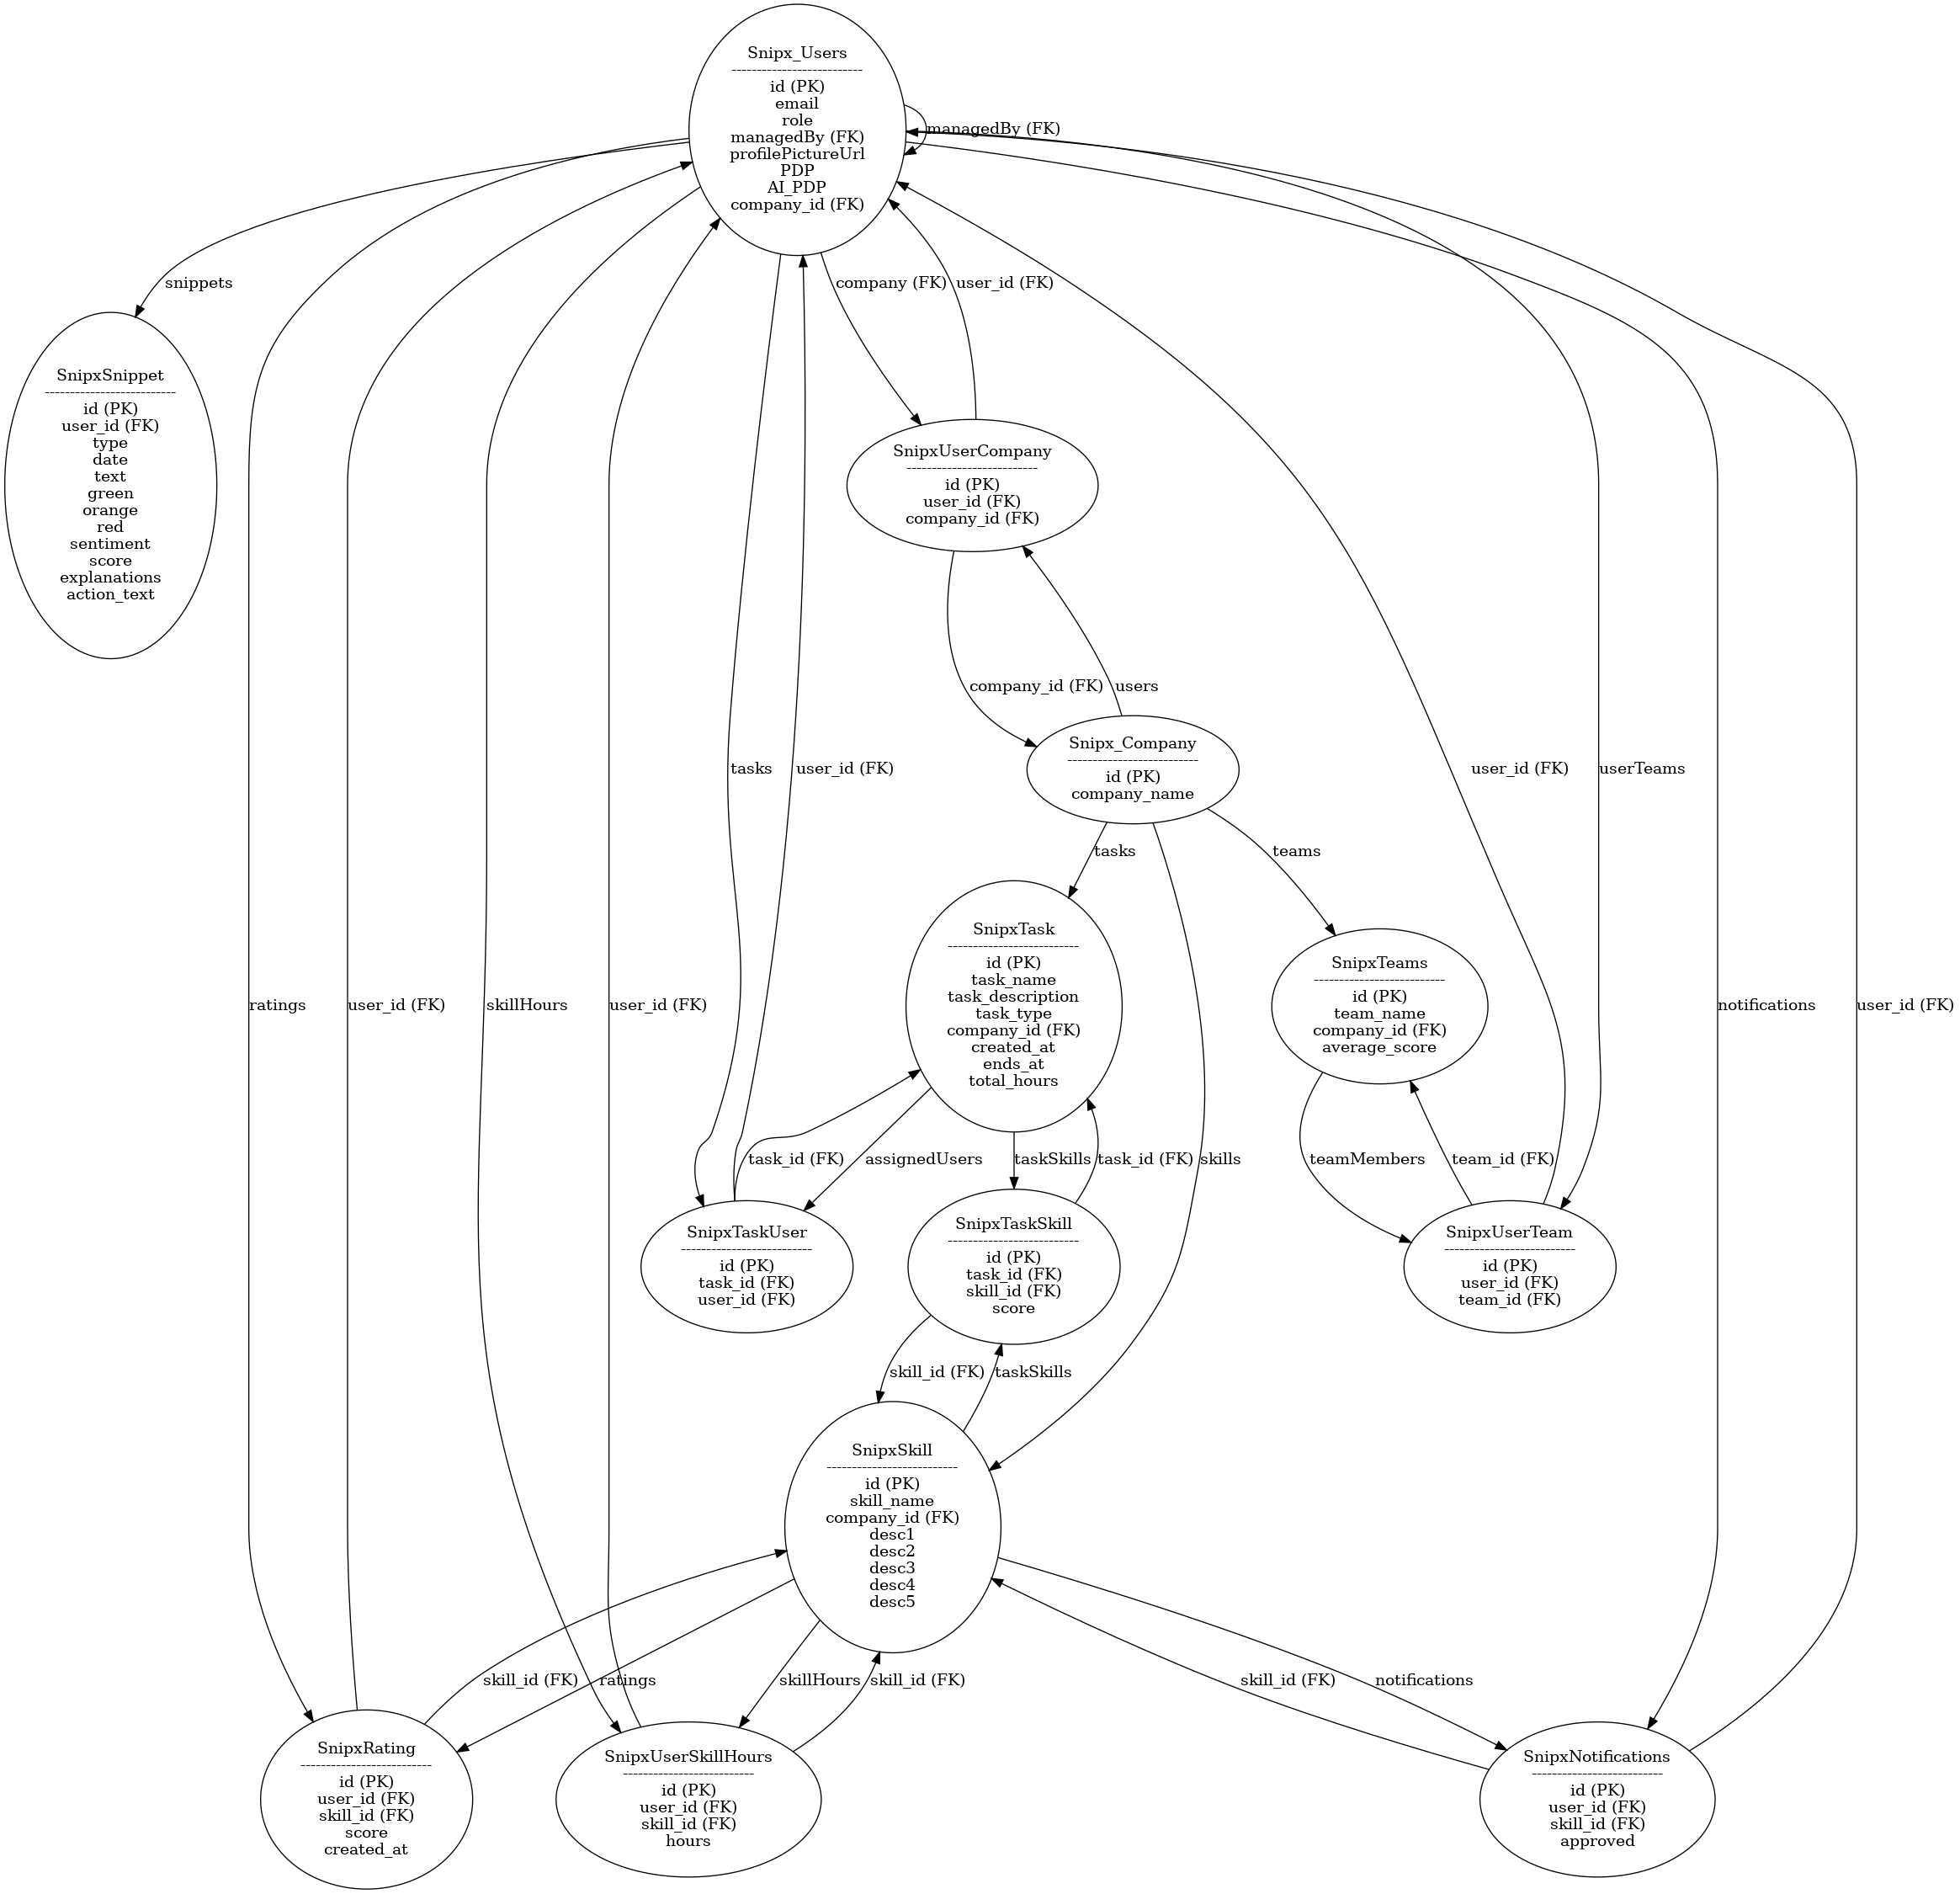 Snipx_Users
--------------------------
id (PK)
email
role
managedBy (FK)
profilePictureUrl
PDP
AI_PDP
company_id (FK)
managedBy (FK)
snippets
company (FK)
user_id (FK)
SnipxSnippet
--------------------------
id (PK)
user_id (FK)
type
date
text
green
orange
red
sentiment
score
explanations
action_text
SnipxUserCompany
--------------------------
id (PK)
user_id (FK)
company_id (FK)
company_id (FK)
users
Snipx_Company
--------------------------
id (PK)
company_name
tasks
user_id (FK)
user_id (FK)
userTeams
tasks
skills
teams
SnipxTask
--------------------------
id (PK)
task_name
task_description
task_type
company_id (FK)
created_at
ends_at
total_hours
SnipxTeams
--------------------------
id (PK)
team_name
company_id (FK)
average_score
ratings
user_id (FK)
skillHours
user_id (FK)
notifications
user_id (FK)
task_id (FK)
assignedUsers
taskSkills
task_id (FK)
teamMembers
team_id (FK)
SnipxTaskUser
--------------------------
id (PK)
task_id (FK)
user_id (FK)
SnipxTaskSkill
--------------------------
id (PK)
task_id (FK)
skill_id (FK)
score
SnipxUserTeam
--------------------------
id (PK)
user_id (FK)
team_id (FK)
skill_id (FK)
taskSkills
SnipxSkill
--------------------------
id (PK)
skill_name
company_id (FK)
desc1
desc2
desc3
desc4
desc5
skill_id (FK)
ratings
skillHours
skill_id (FK)
skill_id (FK)
notifications
SnipxRating
--------------------------
id (PK)
user_id (FK)
skill_id (FK)
score
created_at
SnipxUserSkillHours
--------------------------
id (PK)
user_id (FK)
skill_id (FK)
hours
SnipxNotifications
--------------------------
id (PK)
user_id (FK)
skill_id (FK)
approved